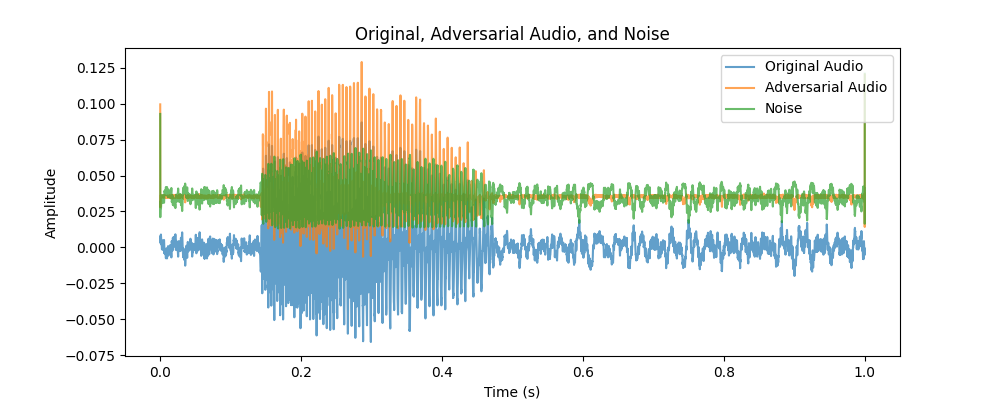 Original, Adversarial Audio, and Noise
Original Audio
Adversarial Audio
Noise
Amplitude
0.125
0.100
0.075
0.050
0.025
0.000
−0.025
−0.050
−0.075
0.0 0.2 0.4 0.6 0.8 1.0
Time (s)